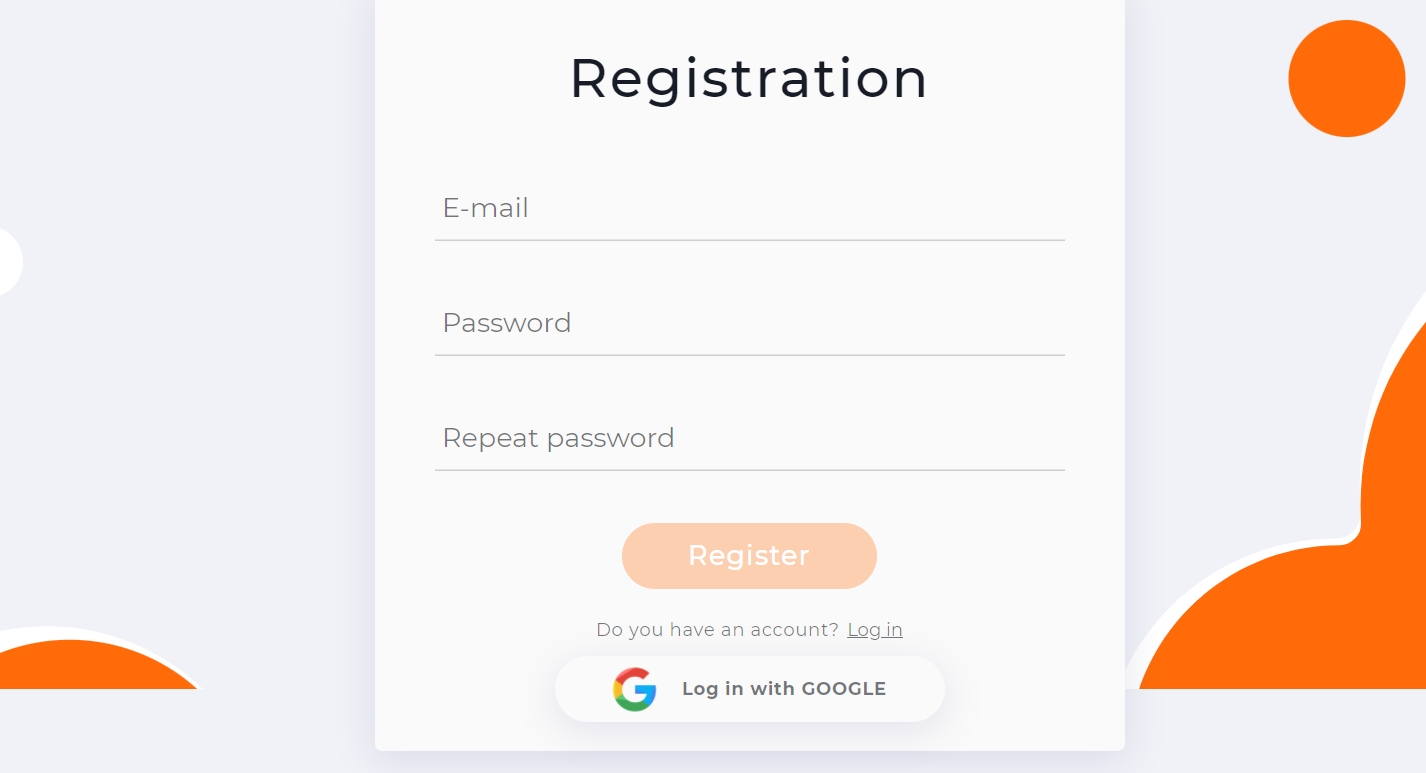 Registration
E-mail
Password
Repeat password
Register
Do you have an account? Log in
Log in with GOOGLE